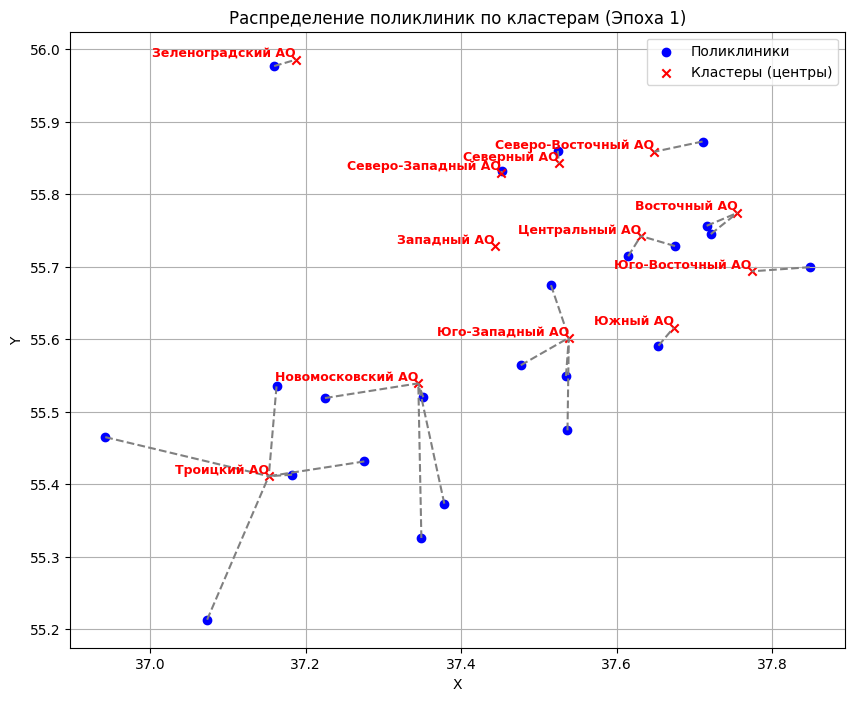 Распределение поликлиник по кластерам (Эпоха 1)
Поликлиники
Кластеры (центры)
Зеленоградский АО
Северо-Восточный АО
Северный АО
Северо-Западный АО
Восточный АО
Центральный АО
Западный АО
Юго-Восточный АО
Южный АО
Юго-Западный АО
Новомосковский АО
Троицкий АО
Y
56.0
55.9
55.8
55.7
55.6
55.5
55.4
55.3
55.2
37.0 37.2 37.4 37.6 37.8
X